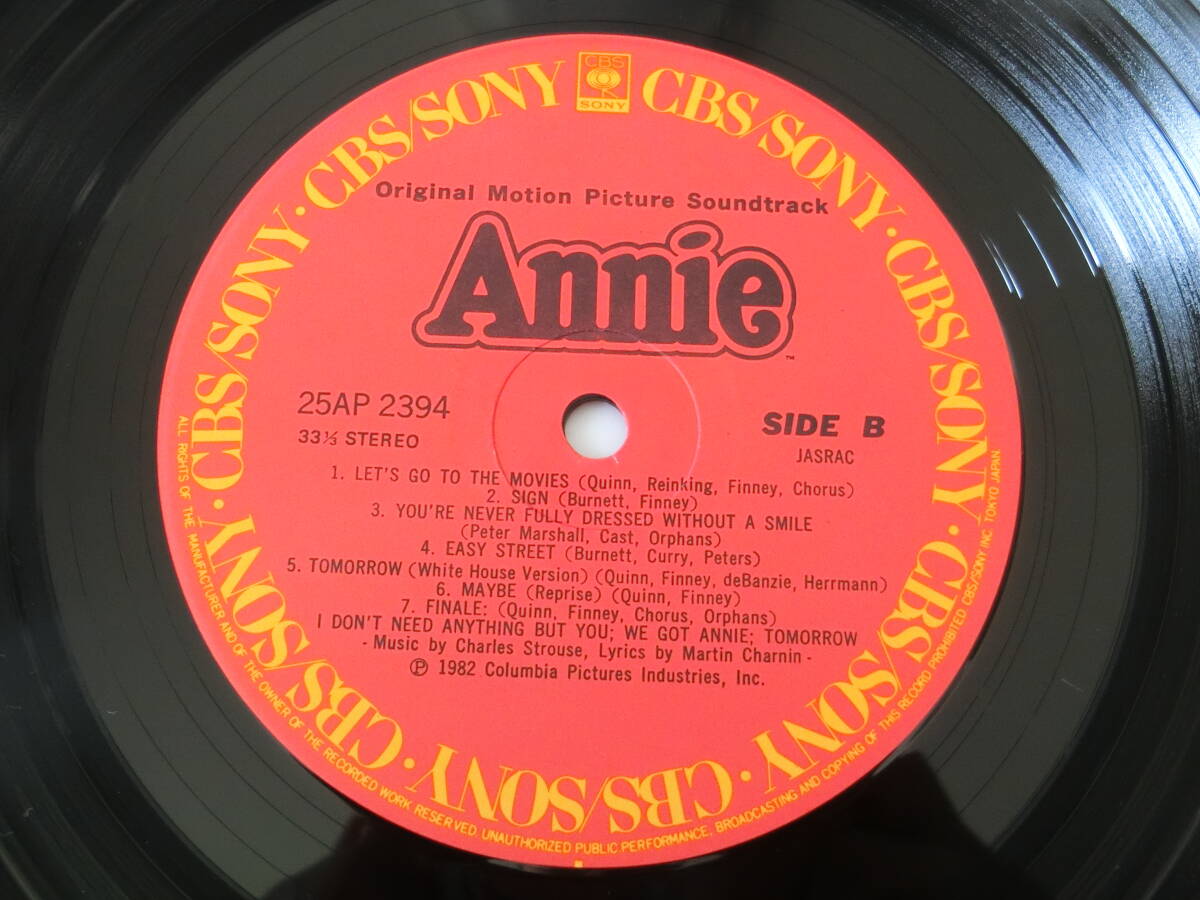 CBS/SONY · CBS/SONY · CBS/SONY · CBS/SONY · CBS/SONY · CBS/SONY · CBS/SONY · CBS/SONY · CBS/SONY
CBS
SONY
Original Motion Picture Soundtrack
Annie
™
25AP 2394
33⅓ STEREO
SIDE B
JASRAC
1. LET'S GO TO THE MOVIES (Quinn, Reinking, Finney, Chorus)
2. SIGN (Burnett, Finney)
3. YOU'RE NEVER FULLY DRESSED WITHOUT A SMILE
(Peter Marshall, Cast, Orphans)
4. EASY STREET (Burnett, Curry, Peters)
5. TOMORROW (White House Version) (Quinn, Finney, deBanzie, Herrmann)
6. MAYBE (Reprise) (Quinn, Finney)
7. FINALE: (Quinn, Finney, Chorus, Orphans)
I DON'T NEED ANYTHING BUT YOU; WE GOT ANNIE; TOMORROW
- Music by Charles Strouse, Lyrics by Martin Charnin -
℗ 1982 Columbia Pictures Industries, Inc.
ALL RIGHTS OF THE MANUFACTURER AND OF THE OWNER OF THE RECORDED WORK RESERVED. UNAUTHORIZED PUBLIC PERFORMANCE, BROADCASTING AND COPYING OF THIS RECORD PROHIBITED. CBS/SONY INC. TOKYO JAPAN.